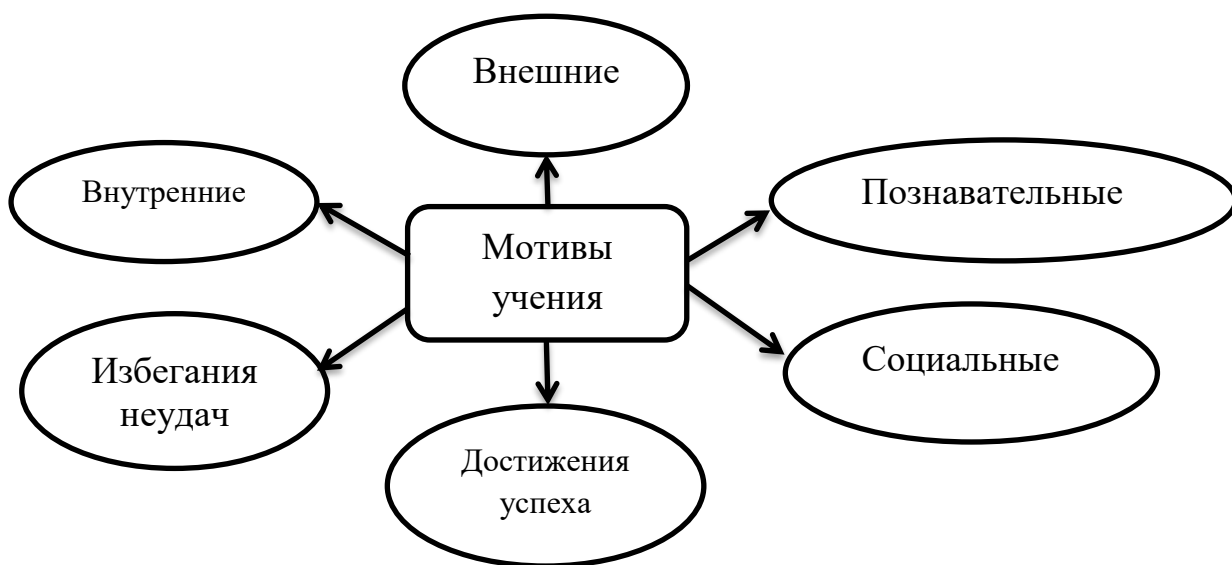 Внешние
Внутренние
Познавательные
Мотивы
учения
Избегания
неудач
Социальные
Достижения
успеха